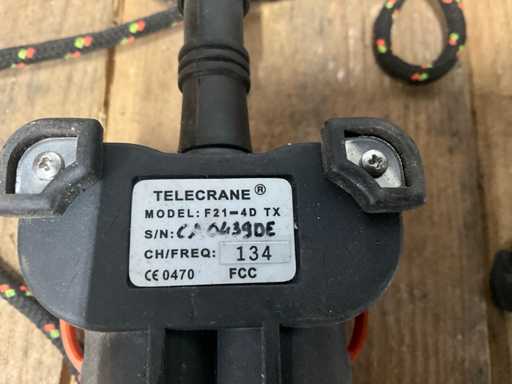 TELECRANE®
MODEL: F21-4D TX
S/N: CA0439DE
CH/FREQ: 134
CE 0470 FCC